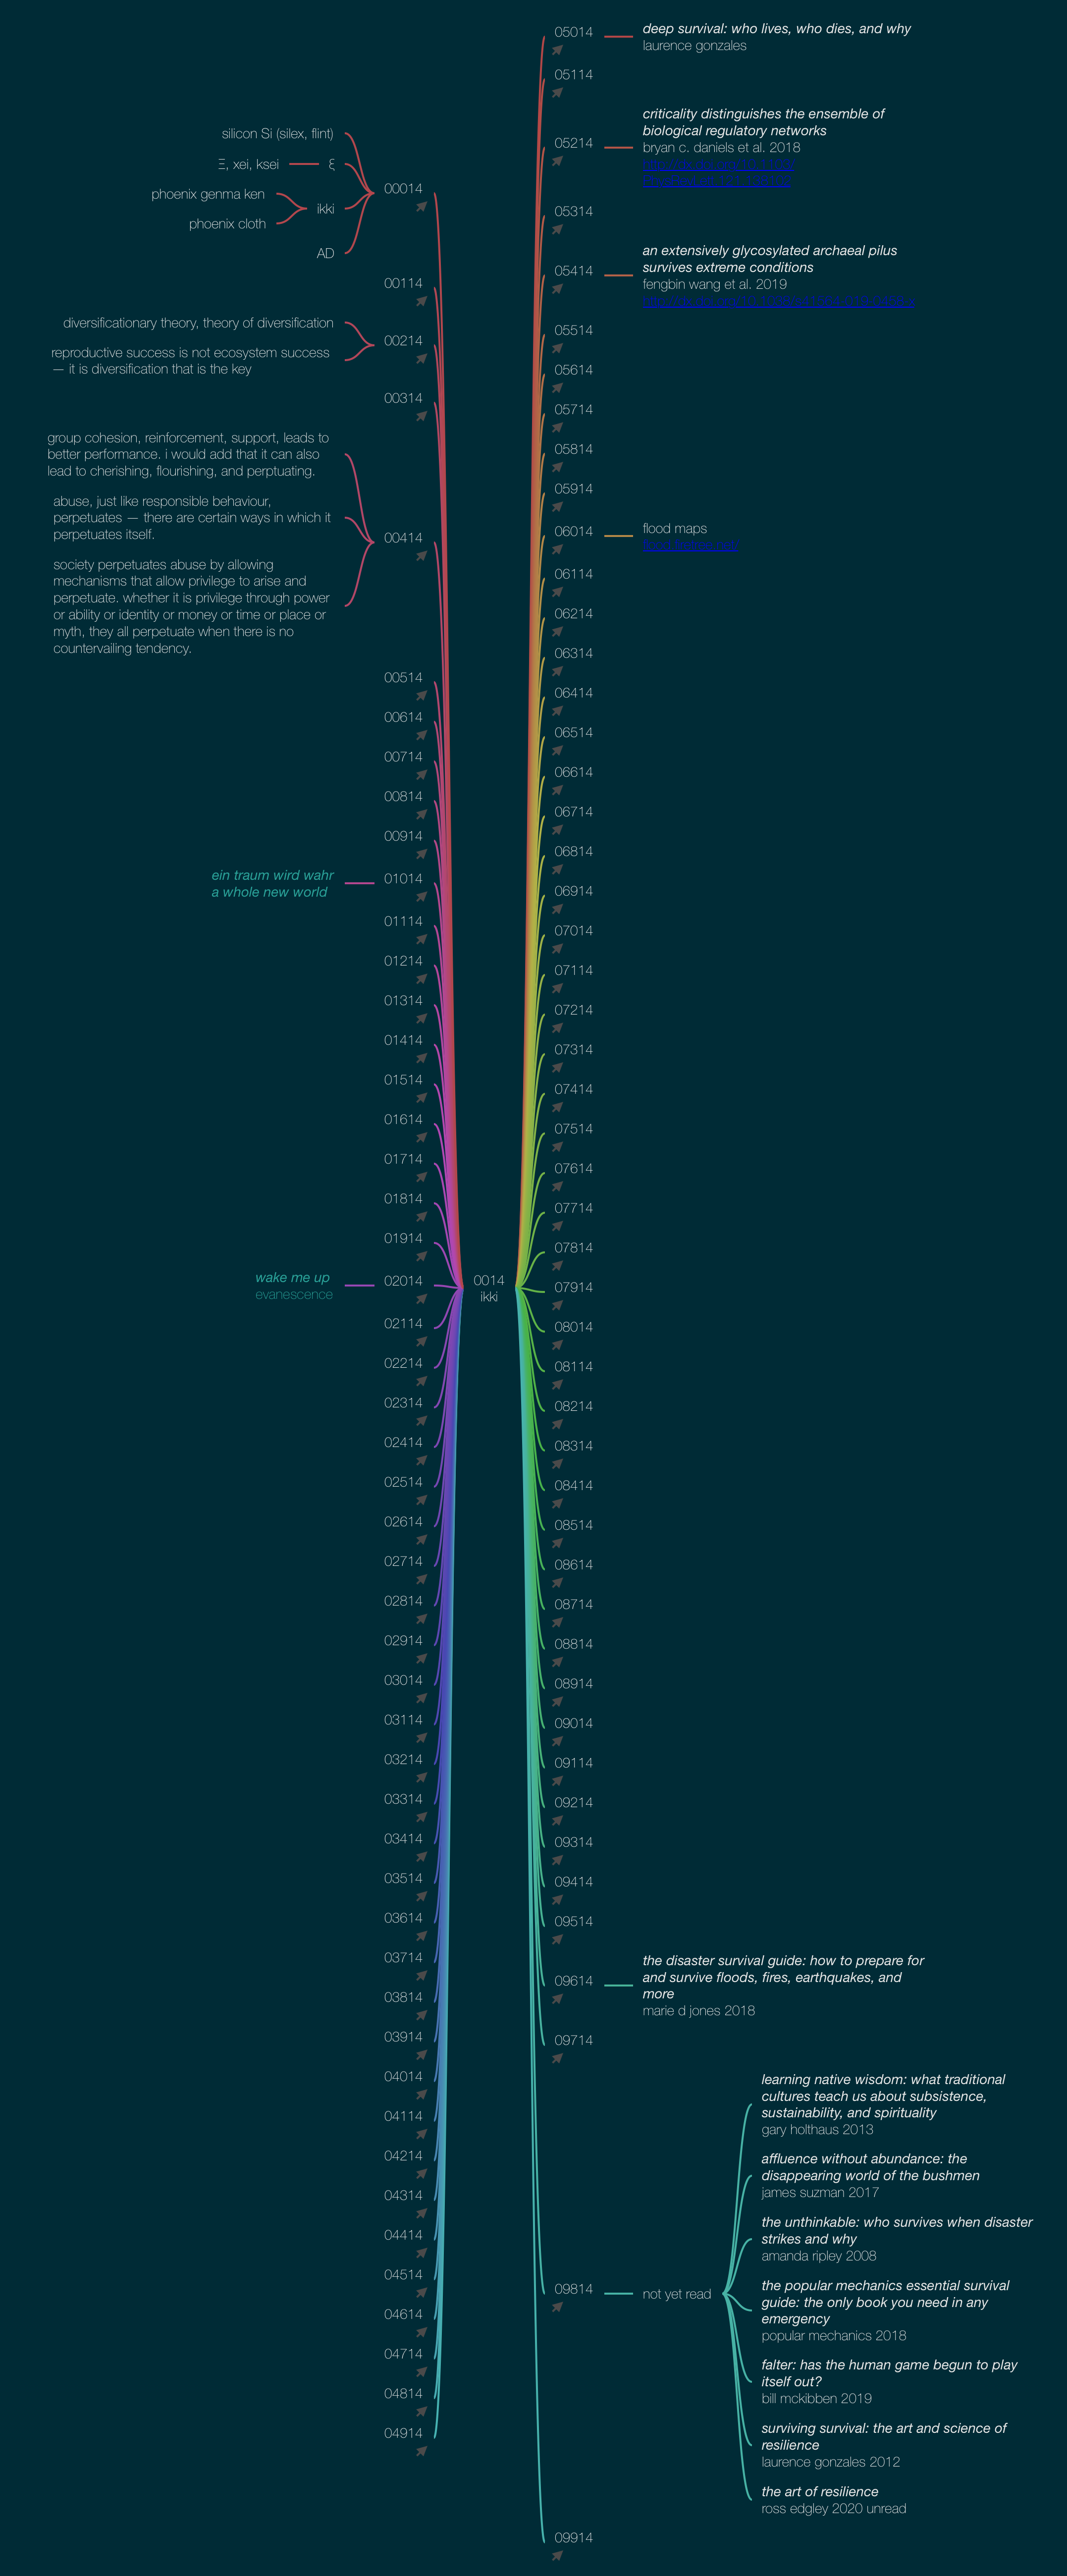 silicon Si (silex, flint)
Ξ, xei, ksei
ξ
phoenix genma ken
phoenix cloth
ikki
AD
00014
00114
diversificationary theory, theory of diversification
reproductive success is not ecosystem success
— it is diversification that is the key
00214
00314
group cohesion, reinforcement, support, leads to
better performance. i would add that it can also
lead to cherishing, flourishing, and perptuating.
abuse, just like responsible behaviour,
perpetuates — there are certain ways in which it
perpetuates itself.
society perpetuates abuse by allowing
mechanisms that allow privilege to arise and
perpetuate. whether it is privilege through power
or ability or identity or money or time or place or
myth, they all perpetuate when there is no
countervailing tendency.
00414
00514
00614
00714
00814
00914
ein traum wird wahr
a whole new world
01014
01114
01214
01314
01414
01514
01614
01714
01814
01914
wake me up
evanescence
02014
02114
02214
02314
02414
02514
02614
02714
02814
02914
03014
03114
03214
03314
03414
03514
03614
03714
03814
03914
04014
04114
04214
04314
04414
04514
04614
04714
04814
04914
0014
ikki
05014
deep survival: who lives, who dies, and why
laurence gonzales
05114
05214
criticality distinguishes the ensemble of
biological regulatory networks
bryan c. daniels et al. 2018
05314
05414
an extensively glycosylated archaeal pilus
survives extreme conditions
fengbin wang et al. 2019
05514
05614
05714
05814
05914
06014
flood maps
06114
06214
06314
06414
06514
06614
06714
06814
06914
07014
07114
07214
07314
07414
07514
07614
07714
07814
07914
08014
08114
08214
08314
08414
08514
08614
08714
08814
08914
09014
09114
09214
09314
09414
09514
09614
the disaster survival guide: how to prepare for
and survive floods, fires, earthquakes, and
more
marie d jones 2018
09714
09814
not yet read
learning native wisdom: what traditional
cultures teach us about subsistence,
sustainability, and spirituality
gary holthaus 2013
affluence without abundance: the
disappearing world of the bushmen
james suzman 2017
the unthinkable: who survives when disaster
strikes and why
amanda ripley 2008
the popular mechanics essential survival
guide: the only book you need in any
emergency
popular mechanics 2018
falter: has the human game begun to play
itself out?
bill mckibben 2019
surviving survival: the art and science of
resilience
laurence gonzales 2012
the art of resilience
ross edgley 2020 unread
09914